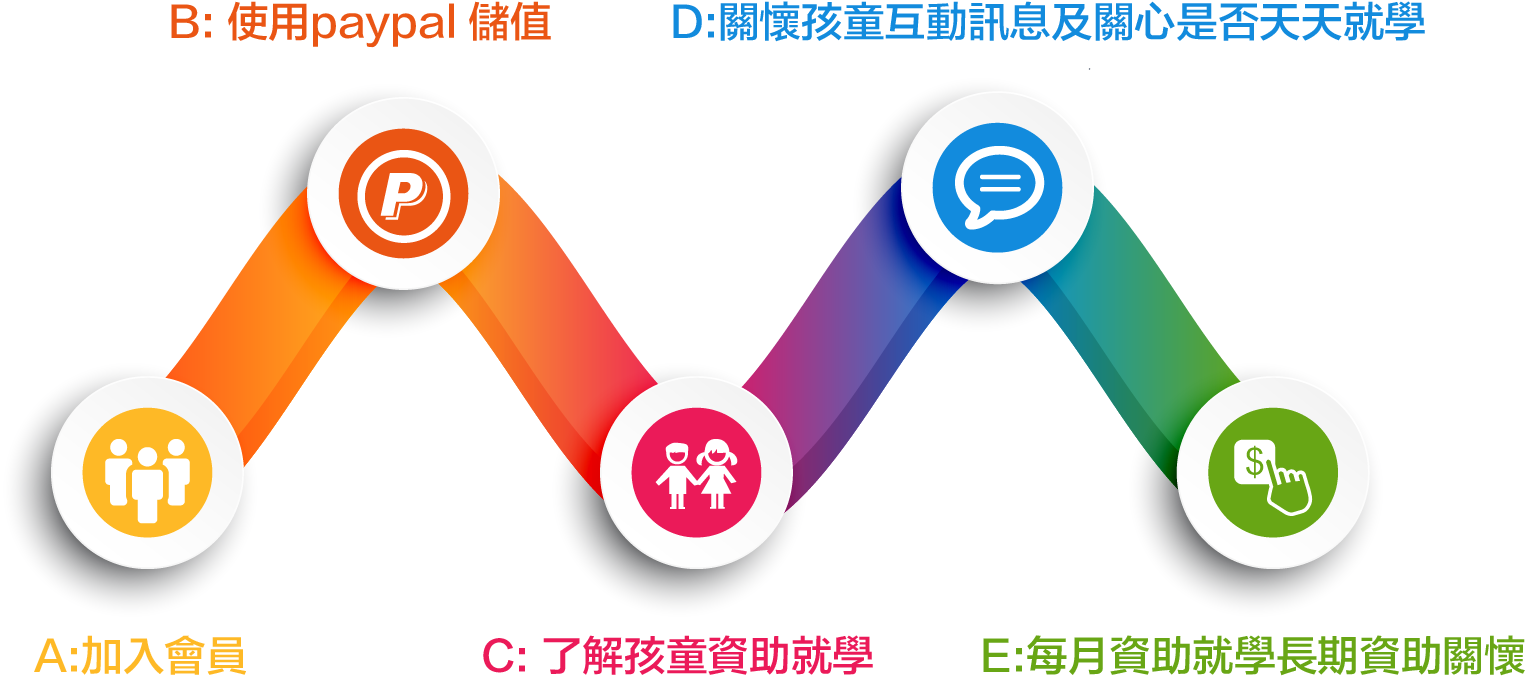 B: 使用paypal 儲值
D:關懷孩童互動訊息及關心是否天天就學
P
$
A:加入會員
C: 了解孩童資助就學
E:每月資助就學長期資助關懷